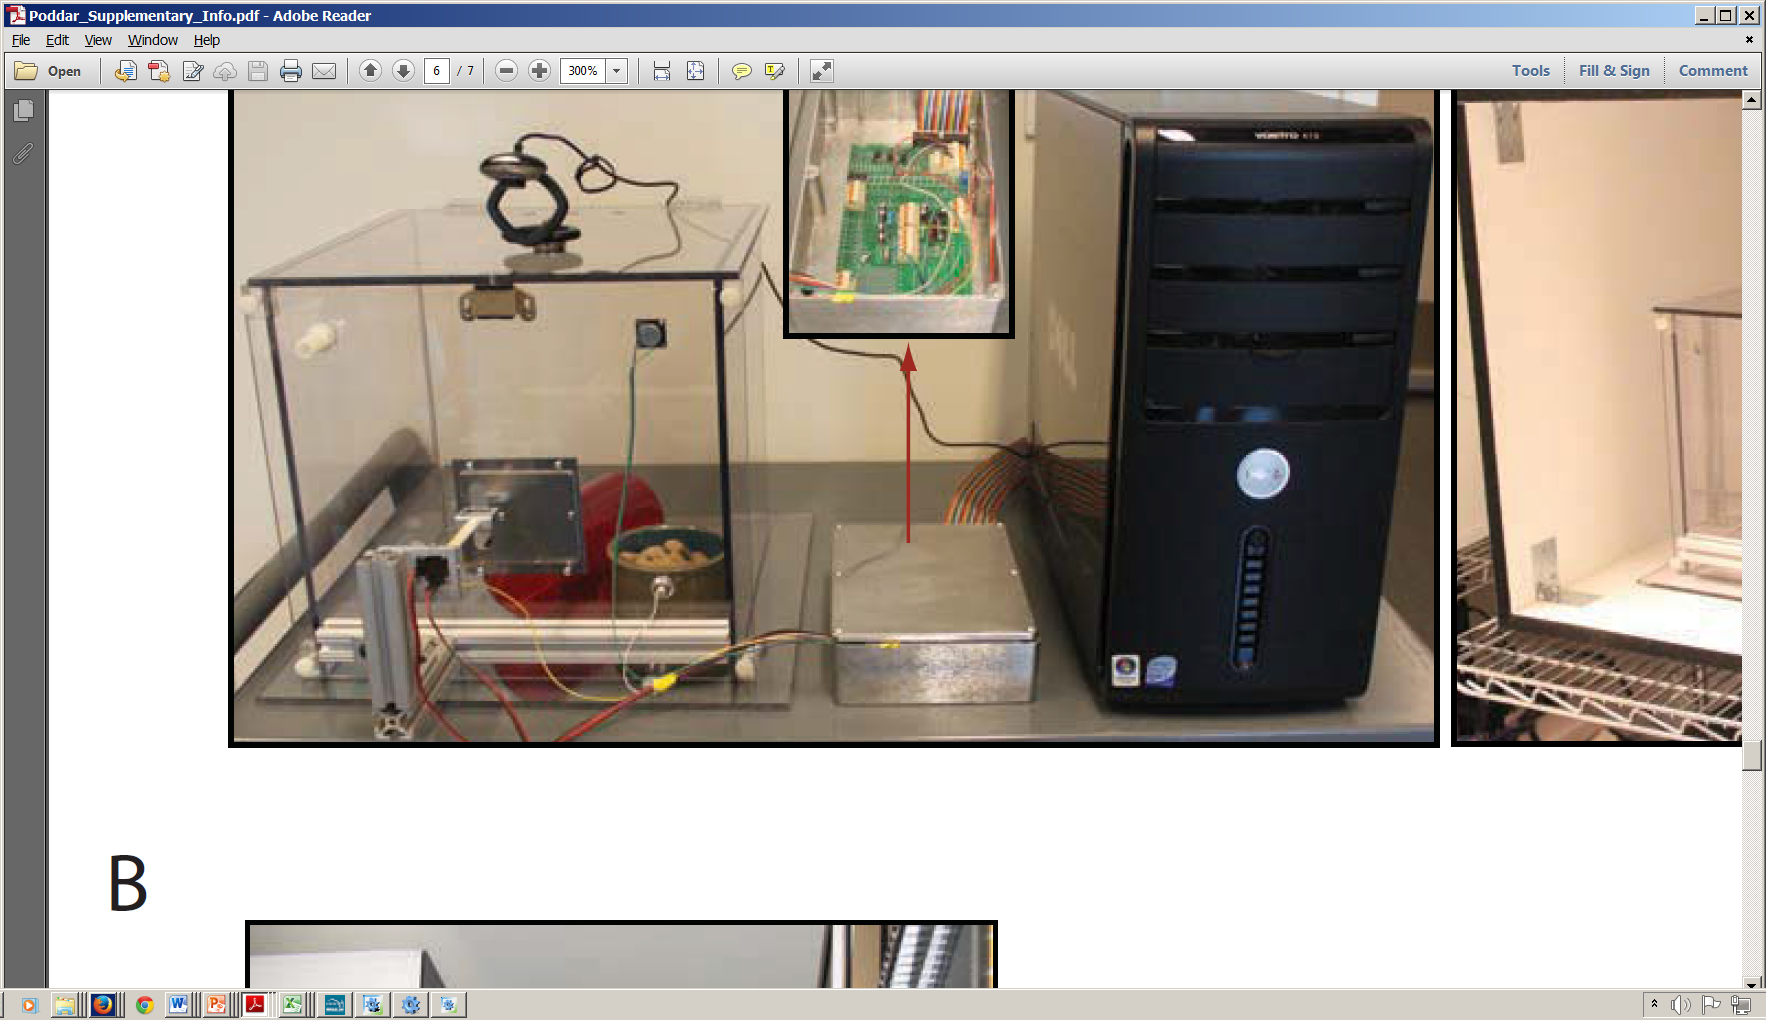 Poddar_Supplementary_Info.pdf - Adobe Reader
File Edit View Window Help
Open 6 / 7 300% Tools Fill & Sign Comment
B